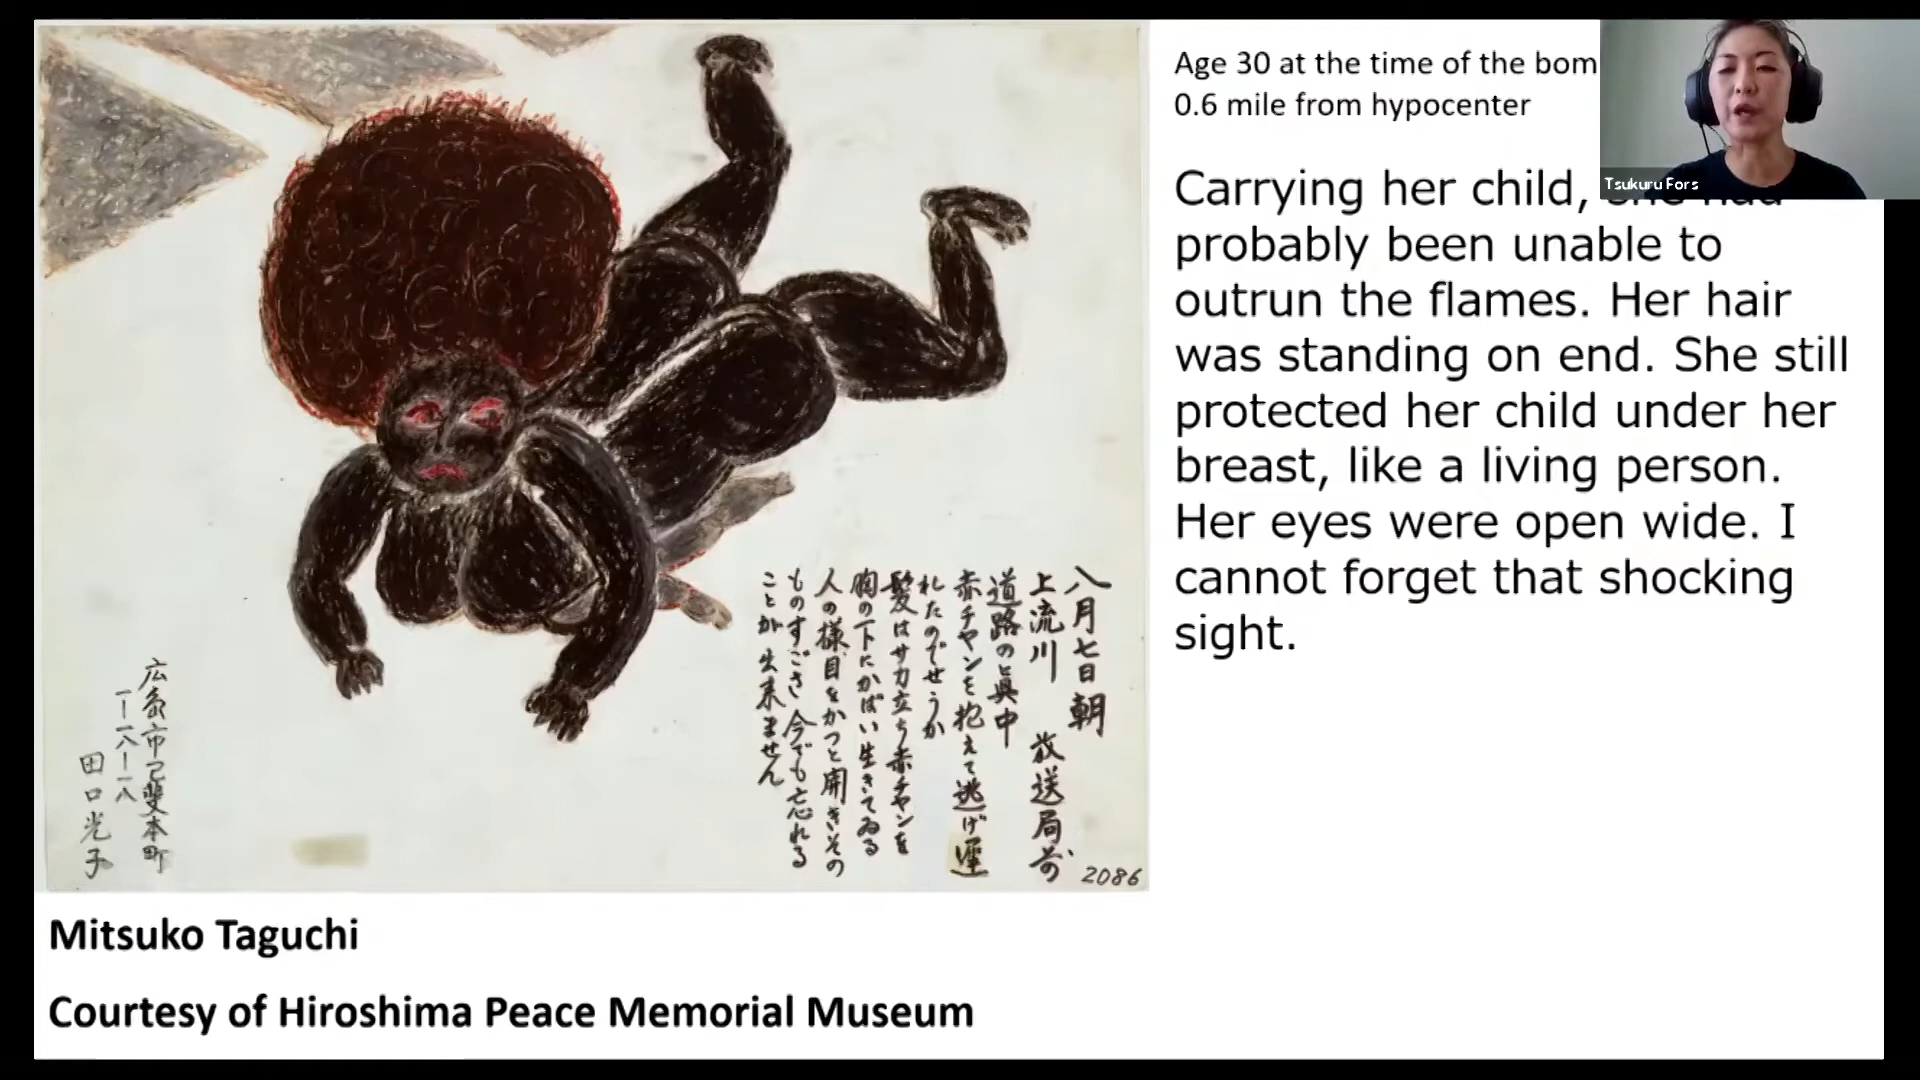 Age 30 at the time of the bom
0.6 mile from hypocenter
Tsukuru Fors
Carrying her child, she had
probably been unable to
outrun the flames. Her hair
was standing on end. She still
protected her child under her
breast, like a living person.
Her eyes were open wide. I
cannot forget that shocking
sight.
八月七日 朝
上流川 放送局前
道路の真中
赤チャンを抱えて逃げ遅
れたのでせうか
髪はサカ立ち赤チャンを
胸の下にかばい生きてゐる
人の様目をかつと開きその
ものすごさ今でも忘れる
ことが出来ません
2086
広島市己斐本町
一ー一八ー一八
田口光子
Mitsuko Taguchi
Courtesy of Hiroshima Peace Memorial Museum